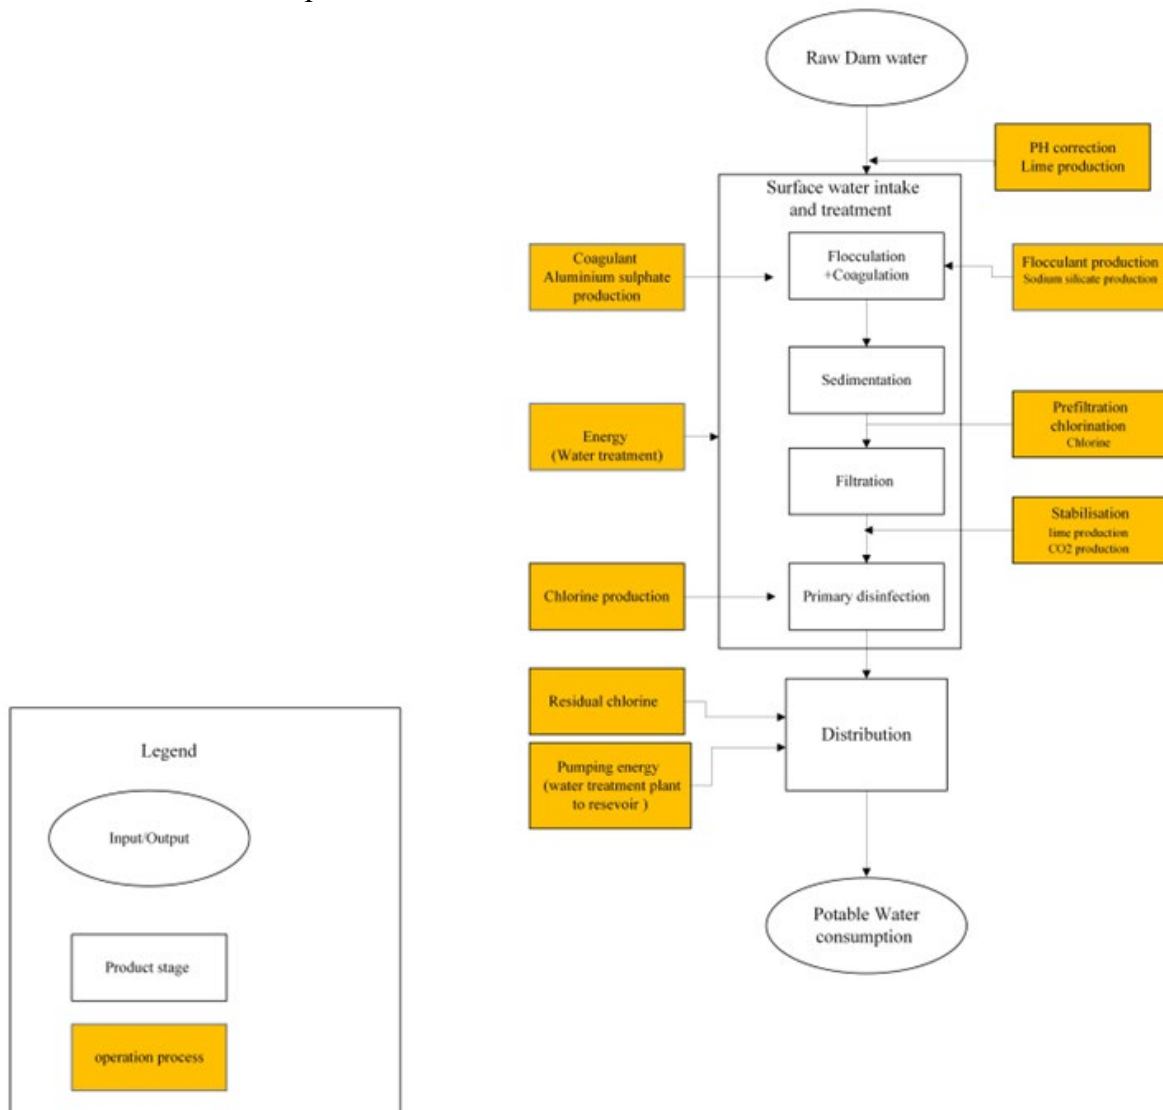 Raw Dam water
PH correction
Lime production
Surface water intake
and treatment
Coagulant
Aluminium sulphate
production
Flocculation
+Coagulation
Flocculant production
Sodium silicate production
Sedimentation
Energy
(Water treatment)
Prefiltration
chlorination
Chlorine
Filtration
Stabilisation
lime production
CO2 production
Chlorine production
Primary disinfection
Residual chlorine
Distribution
Pumping energy
(water treatment plant
to resevoir )
Potable Water
consumption
Legend
Input/Output
Product stage
operation process